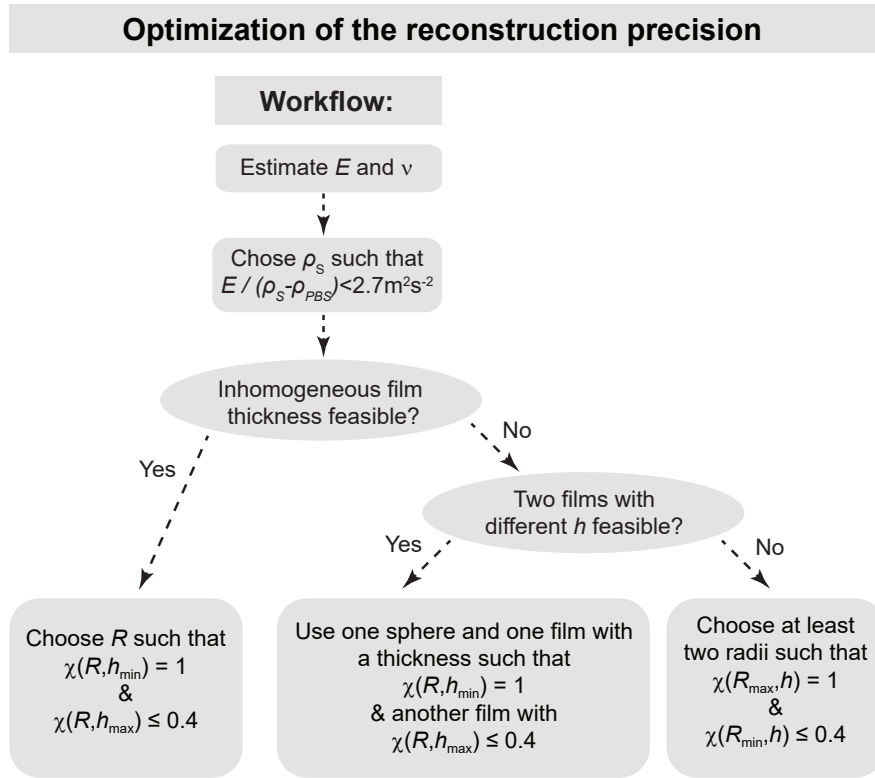 Optimization of the reconstruction precision
Workflow:
Estimate E and ν
Chose ρS such that
E / (ρS-ρPBS)<2.7m²s⁻²
Inhomogeneous film
thickness feasible?
Yes
No
Two films with
different h feasible?
Yes
No
Choose R such that
χ(R,hmin) = 1
&
χ(R,hmax) ≤ 0.4
Use one sphere and one film with
a thickness such that
χ(R,hmin) = 1
& another film with
χ(R,hmax) ≤ 0.4
Choose at least
two radii such that
χ(Rmax,h) = 1
&
χ(Rmin,h) ≤ 0.4